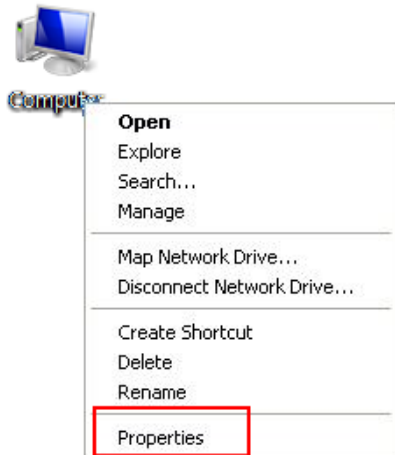 Computer
Open
Explore
Search...
Manage
Map Network Drive...
Disconnect Network Drive...
Create Shortcut
Delete
Rename
Properties